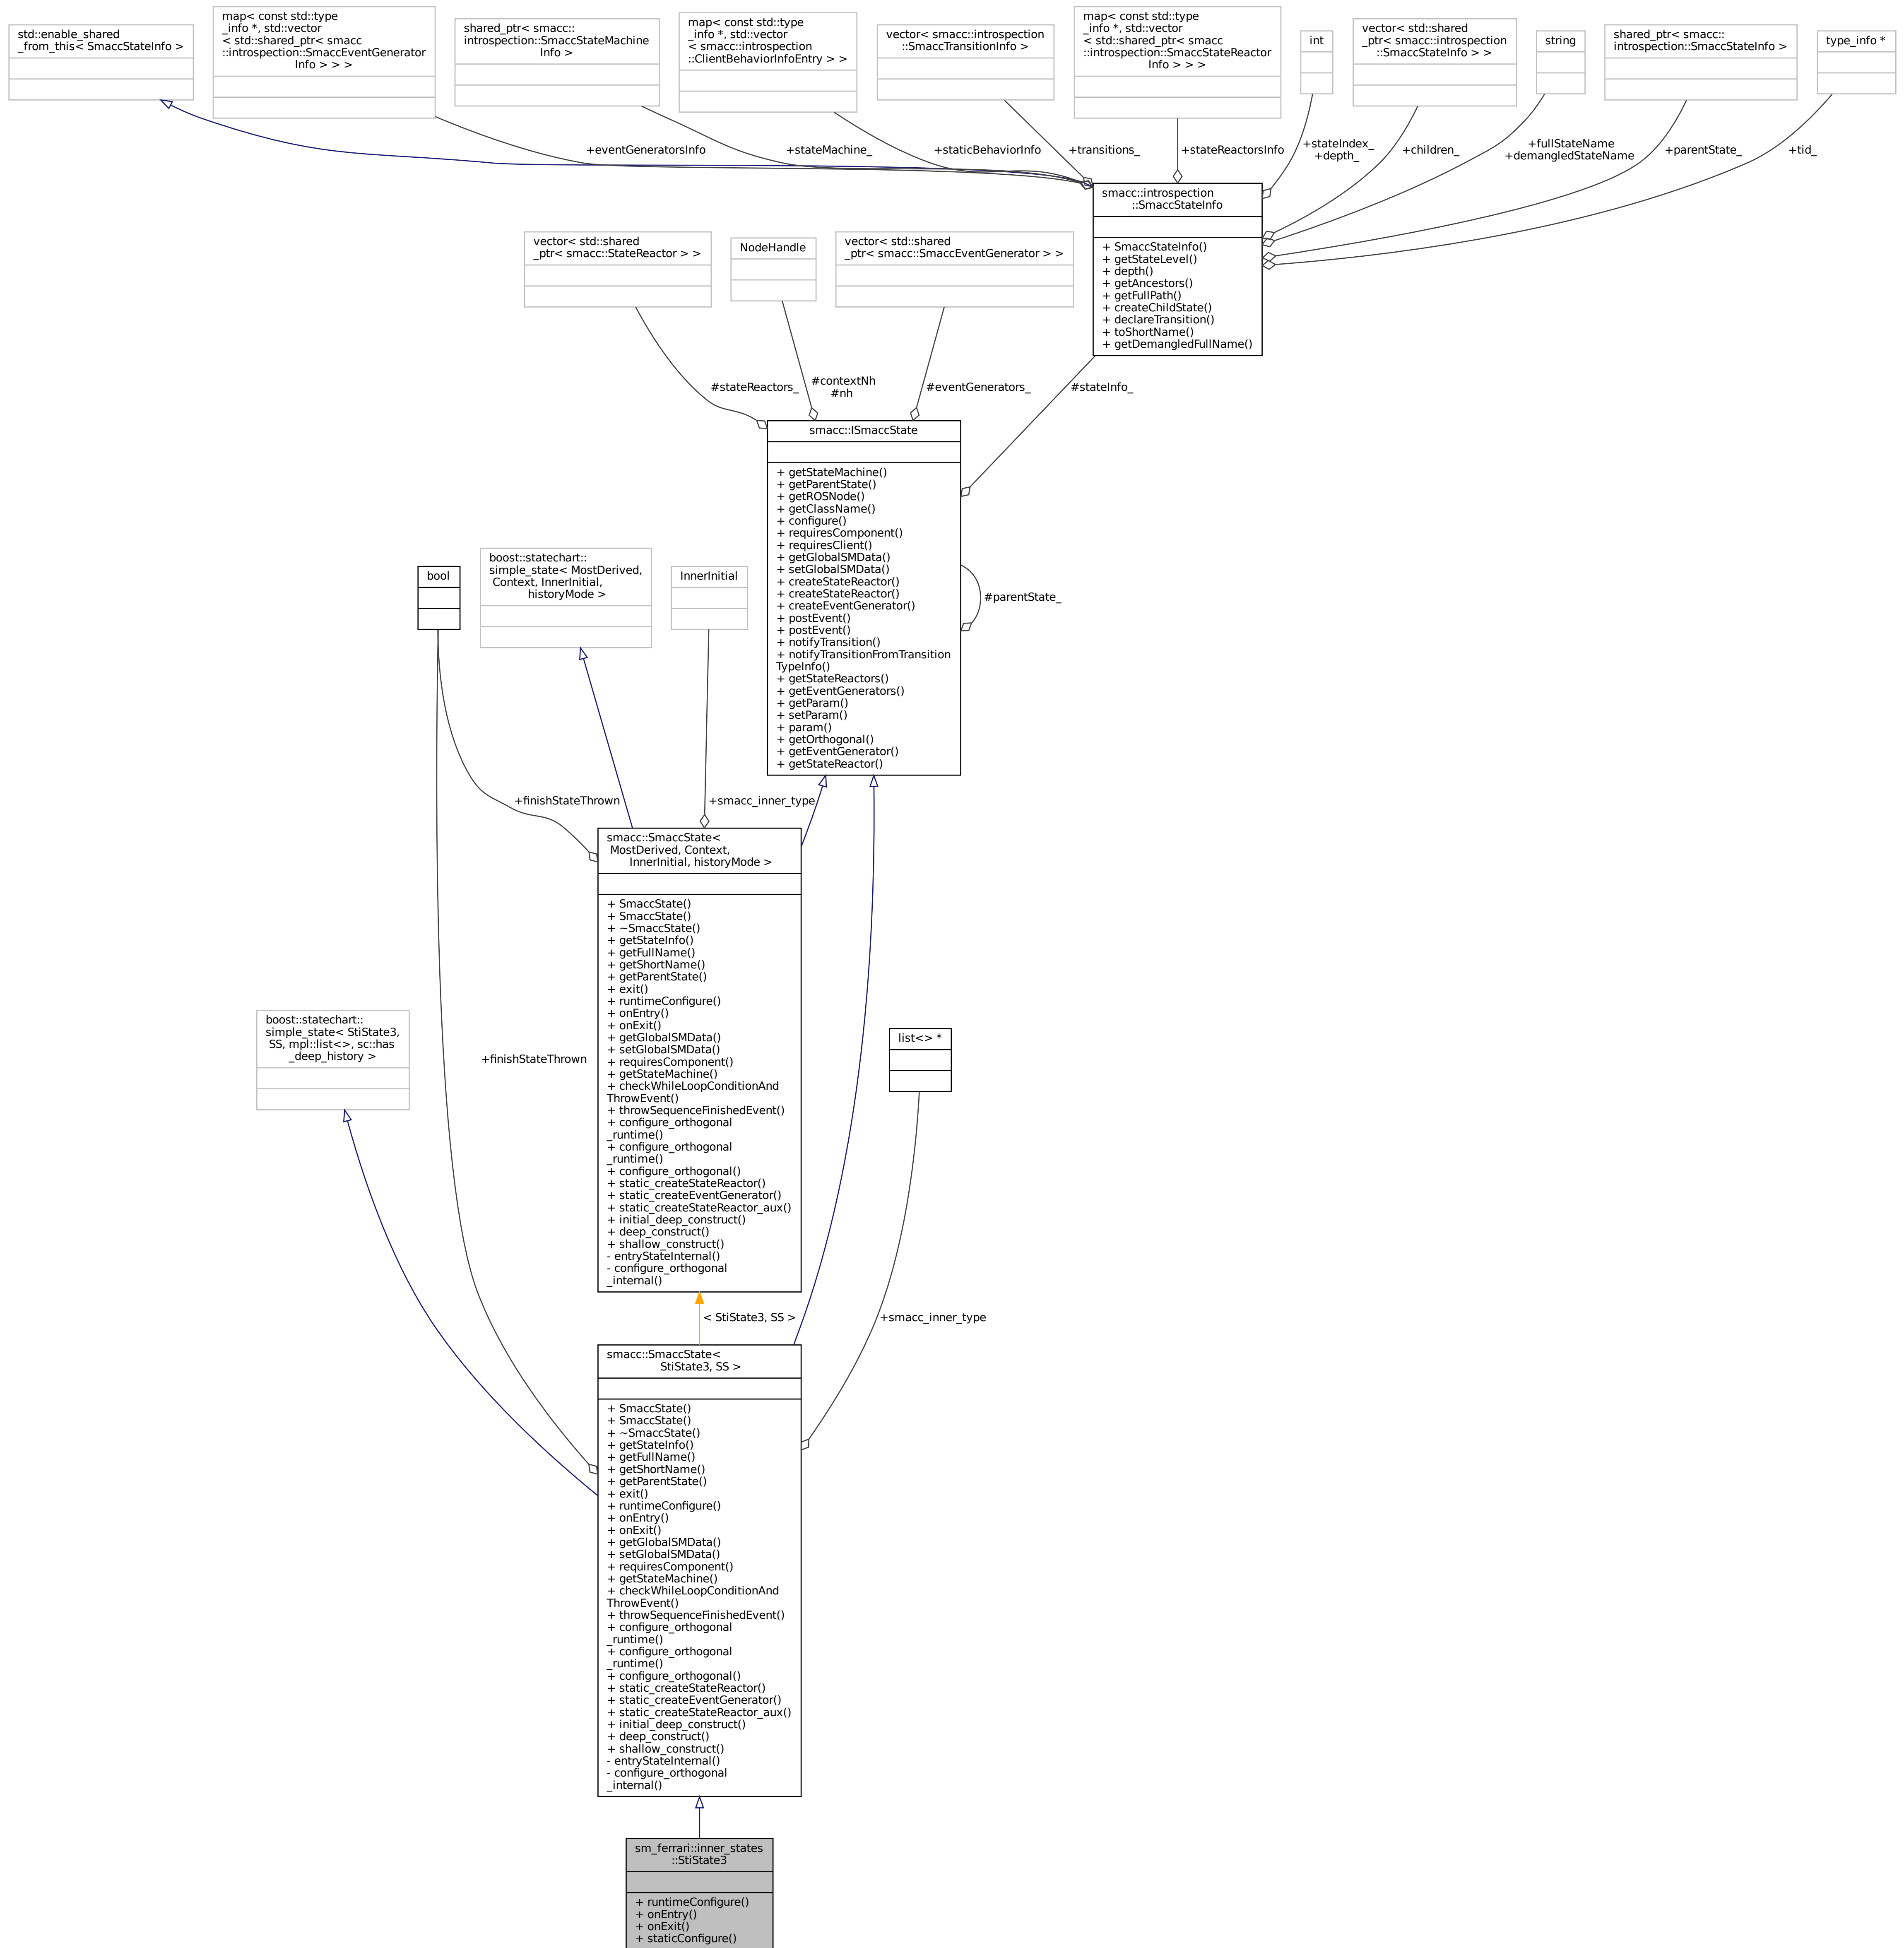 std::enable_shared
_from_this< SmaccStateInfo >
map< const std::type
_info *, std::vector
< std::shared_ptr< smacc
::introspection::SmaccEventGenerator
Info > > >
shared_ptr< smacc::
introspection::SmaccStateMachine
Info >
map< const std::type
_info *, std::vector
< smacc::introspection
::ClientBehaviorInfoEntry > >
vector< smacc::introspection
::SmaccTransitionInfo >
map< const std::type
_info *, std::vector
< std::shared_ptr< smacc
::introspection::SmaccStateReactor
Info > > >
int
vector< std::shared
_ptr< smacc::introspection
::SmaccStateInfo > >
string
shared_ptr< smacc::
introspection::SmaccStateInfo >
type_info *
+eventGeneratorsInfo
+stateMachine_
+staticBehaviorInfo
+transitions_
+stateReactorsInfo
+stateIndex_
+depth_
+children_
+fullStateName
+demangledStateName
+parentState_
+tid_
smacc::introspection
::SmaccStateInfo
+ SmaccStateInfo()
+ getStateLevel()
+ depth()
+ getAncestors()
+ getFullPath()
+ createChildState()
+ declareTransition()
+ toShortName()
+ getDemangledFullName()
vector< std::shared
_ptr< smacc::StateReactor > >
NodeHandle
vector< std::shared
_ptr< smacc::SmaccEventGenerator > >
#stateReactors_
#contextNh
#nh
#eventGenerators_
#stateInfo_
smacc::ISmaccState
+ getStateMachine()
+ getParentState()
+ getROSNode()
+ getClassName()
+ configure()
+ requiresComponent()
+ requiresClient()
+ getGlobalSMData()
+ setGlobalSMData()
+ createStateReactor()
+ createStateReactor()
+ createEventGenerator()
+ postEvent()
+ postEvent()
+ notifyTransition()
+ notifyTransitionFromTransition
TypeInfo()
+ getStateReactors()
+ getEventGenerators()
+ getParam()
+ setParam()
+ param()
+ getOrthogonal()
+ getEventGenerator()
+ getStateReactor()
#parentState_
bool
boost::statechart::
simple_state< MostDerived,
Context, InnerInitial,
historyMode >
InnerInitial
+finishStateThrown
+smacc_inner_type
smacc::SmaccState<
MostDerived, Context,
InnerInitial, historyMode >
+ SmaccState()
+ SmaccState()
+ ~SmaccState()
+ getStateInfo()
+ getFullName()
+ getShortName()
+ getParentState()
+ exit()
+ runtimeConfigure()
+ onEntry()
+ onExit()
+ getGlobalSMData()
+ setGlobalSMData()
+ requiresComponent()
+ getStateMachine()
+ checkWhileLoopConditionAnd
ThrowEvent()
+ throwSequenceFinishedEvent()
+ configure_orthogonal
_runtime()
+ configure_orthogonal
_runtime()
+ configure_orthogonal()
+ static_createStateReactor()
+ static_createEventGenerator()
+ static_createStateReactor_aux()
+ initial_deep_construct()
+ deep_construct()
+ shallow_construct()
- entryStateInternal()
- configure_orthogonal
_internal()
boost::statechart::
simple_state< StiState3,
SS, mpl::list<>, sc::has
_deep_history >
+finishStateThrown
list<> *
< StiState3, SS >
+smacc_inner_type
smacc::SmaccState<
StiState3, SS >
+ SmaccState()
+ SmaccState()
+ ~SmaccState()
+ getStateInfo()
+ getFullName()
+ getShortName()
+ getParentState()
+ exit()
+ runtimeConfigure()
+ onEntry()
+ onExit()
+ getGlobalSMData()
+ setGlobalSMData()
+ requiresComponent()
+ getStateMachine()
+ checkWhileLoopConditionAnd
ThrowEvent()
+ throwSequenceFinishedEvent()
+ configure_orthogonal
_runtime()
+ configure_orthogonal
_runtime()
+ configure_orthogonal()
+ static_createStateReactor()
+ static_createEventGenerator()
+ static_createStateReactor_aux()
+ initial_deep_construct()
+ deep_construct()
+ shallow_construct()
- entryStateInternal()
- configure_orthogonal
_internal()
sm_ferrari::inner_states
::StiState3
+ runtimeConfigure()
+ onEntry()
+ onExit()
+ staticConfigure()